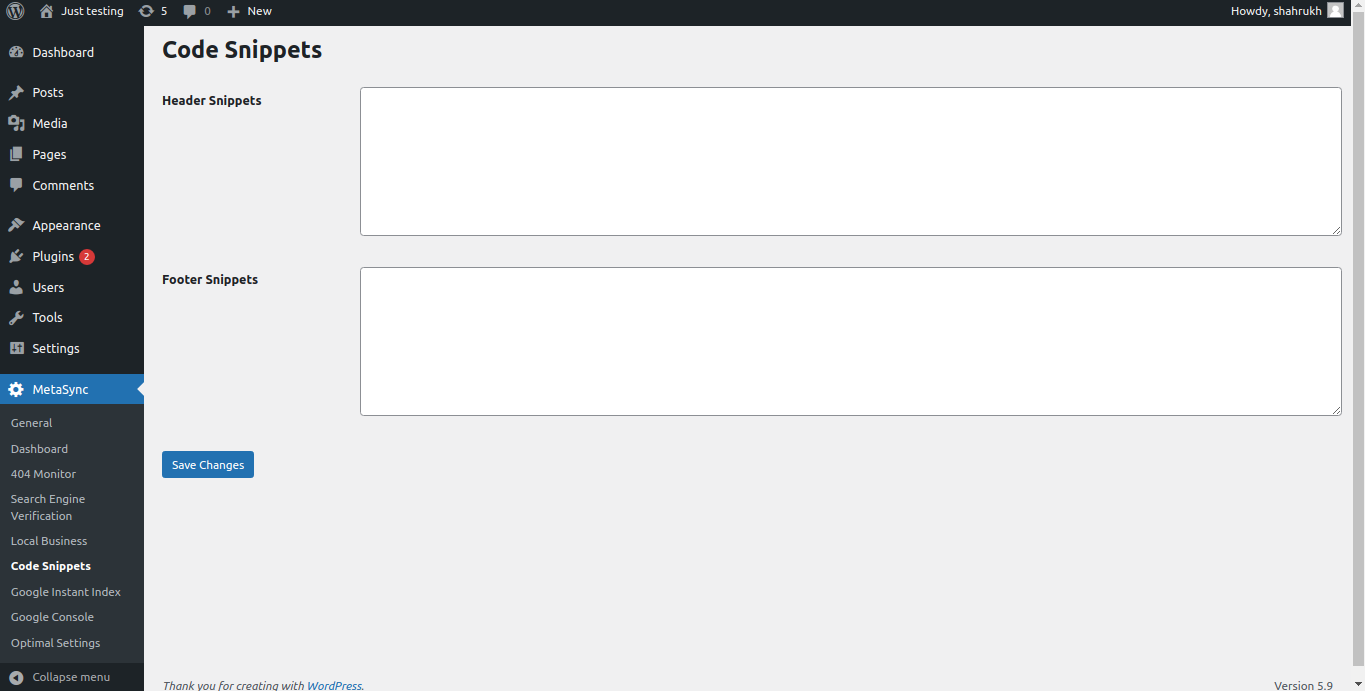 Just testing 5 0 New Howdy, shahrukh
Dashboard
Posts
Media
Pages
Comments
Appearance
Plugins 2
Users
Tools
Settings
MetaSync
General
Dashboard
404 Monitor
Search Engine
Verification
Local Business
Code Snippets
Google Instant Index
Google Console
Optimal Settings
Collapse menu
Code Snippets
Header Snippets
Footer Snippets
Save Changes
Thank you for creating with WordPress. Version 5.9